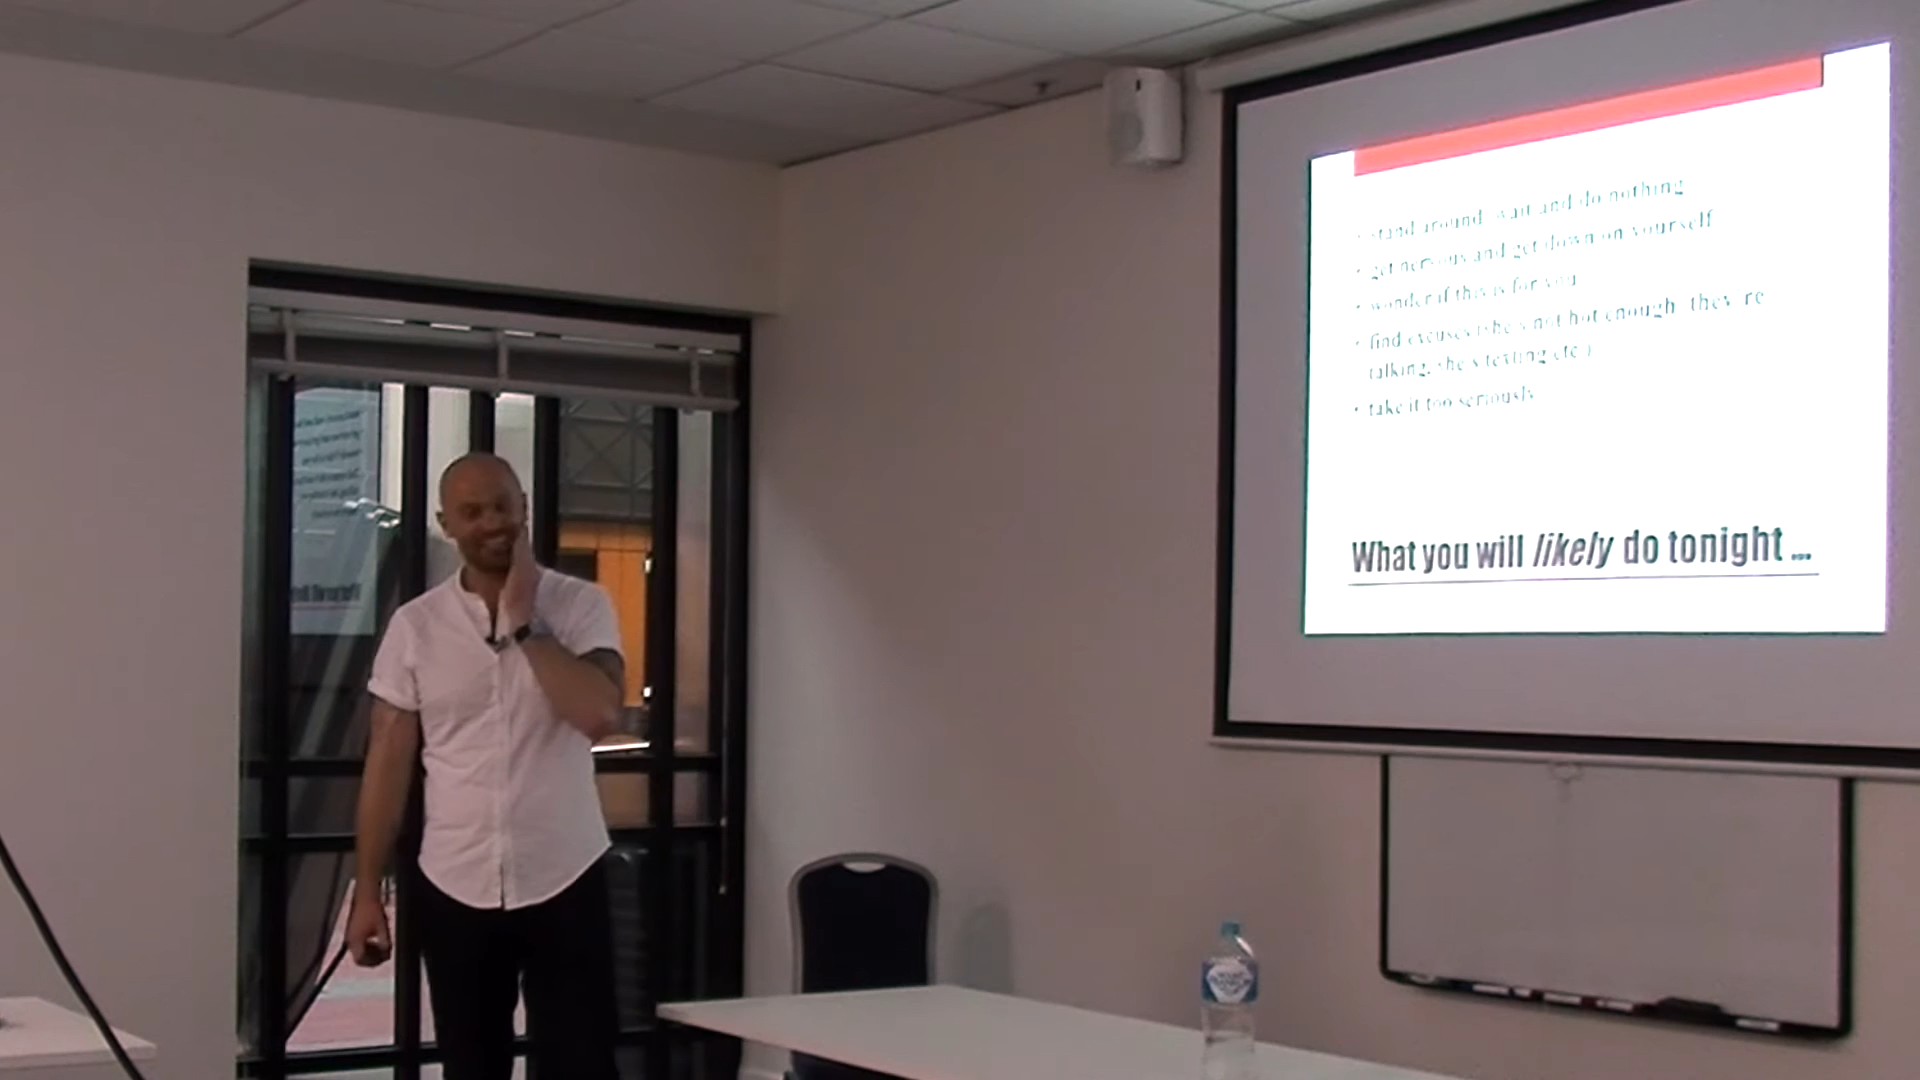 stand around, wait and do nothing
get nervous and get down on yourself
wonder if this is for you
find excuses (she's not hot enough, they're
talking, she's texting etc.)
take it too seriously
What you will likely do tonight ...